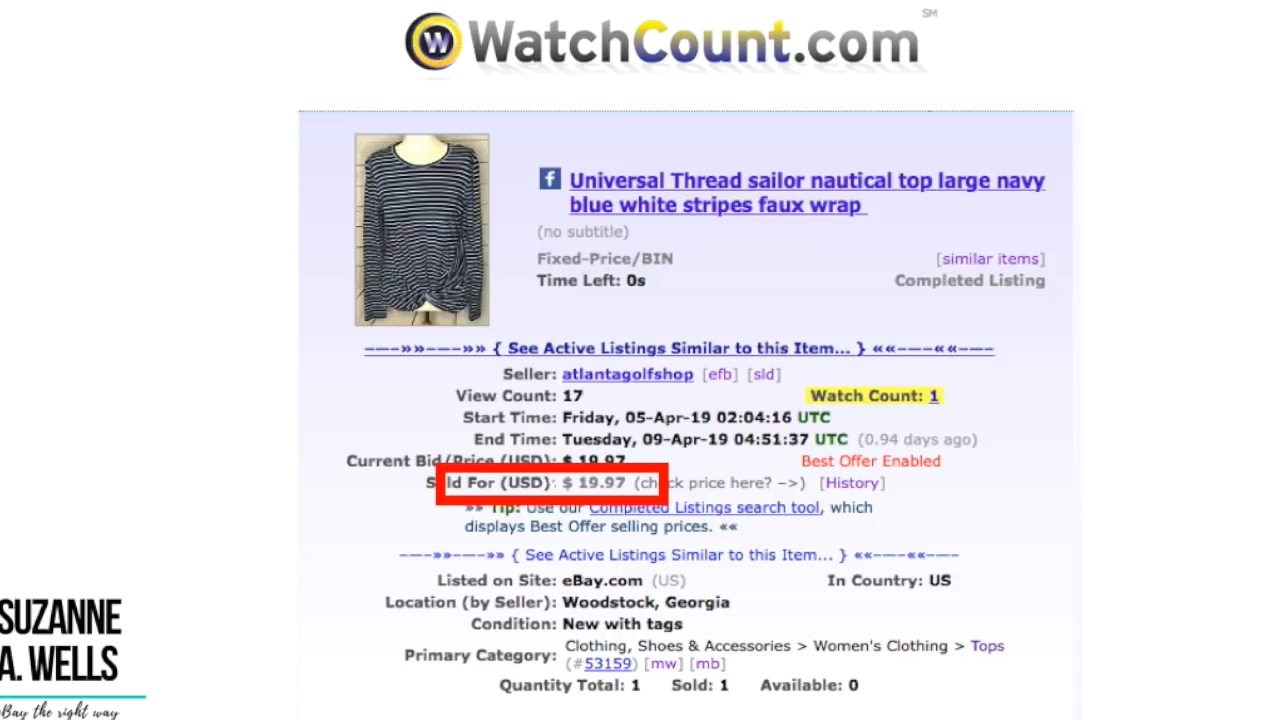 W WatchCount.com SM
f Universal Thread sailor nautical top large navy
blue white stripes faux wrap
(no subtitle)
Fixed-Price/BIN [similar items]
Time Left: 0s Completed Listing
–—–»»–—–»» { See Active Listings Similar to this Item... } ««–—–««–—–
Seller: atlantagolfshop [efb] [sld]
View Count: 17 Watch Count: 1
Start Time: Friday, 05-Apr-19 02:04:16 UTC
End Time: Tuesday, 09-Apr-19 04:51:37 UTC (0.94 days ago)
Current Bid/Price (USD): $ 19.97 Best Offer Enabled
Sold For (USD): $ 19.97 (check price here? –>) [History]
»» Tip: Use our Completed Listings search tool, which
displays Best Offer selling prices. ««
–—–»»–—–»» { See Active Listings Similar to this Item... } ««–—–««–—–
Listed on Site: eBay.com (US) In Country: US
Location (by Seller): Woodstock, Georgia
Condition: New with tags
Primary Category: Clothing, Shoes & Accessories > Women's Clothing > Tops
(#53159) [mw] [mb]
Quantity Total: 1 Sold: 1 Available: 0
SUZANNE
A. WELLS
eBay the right way